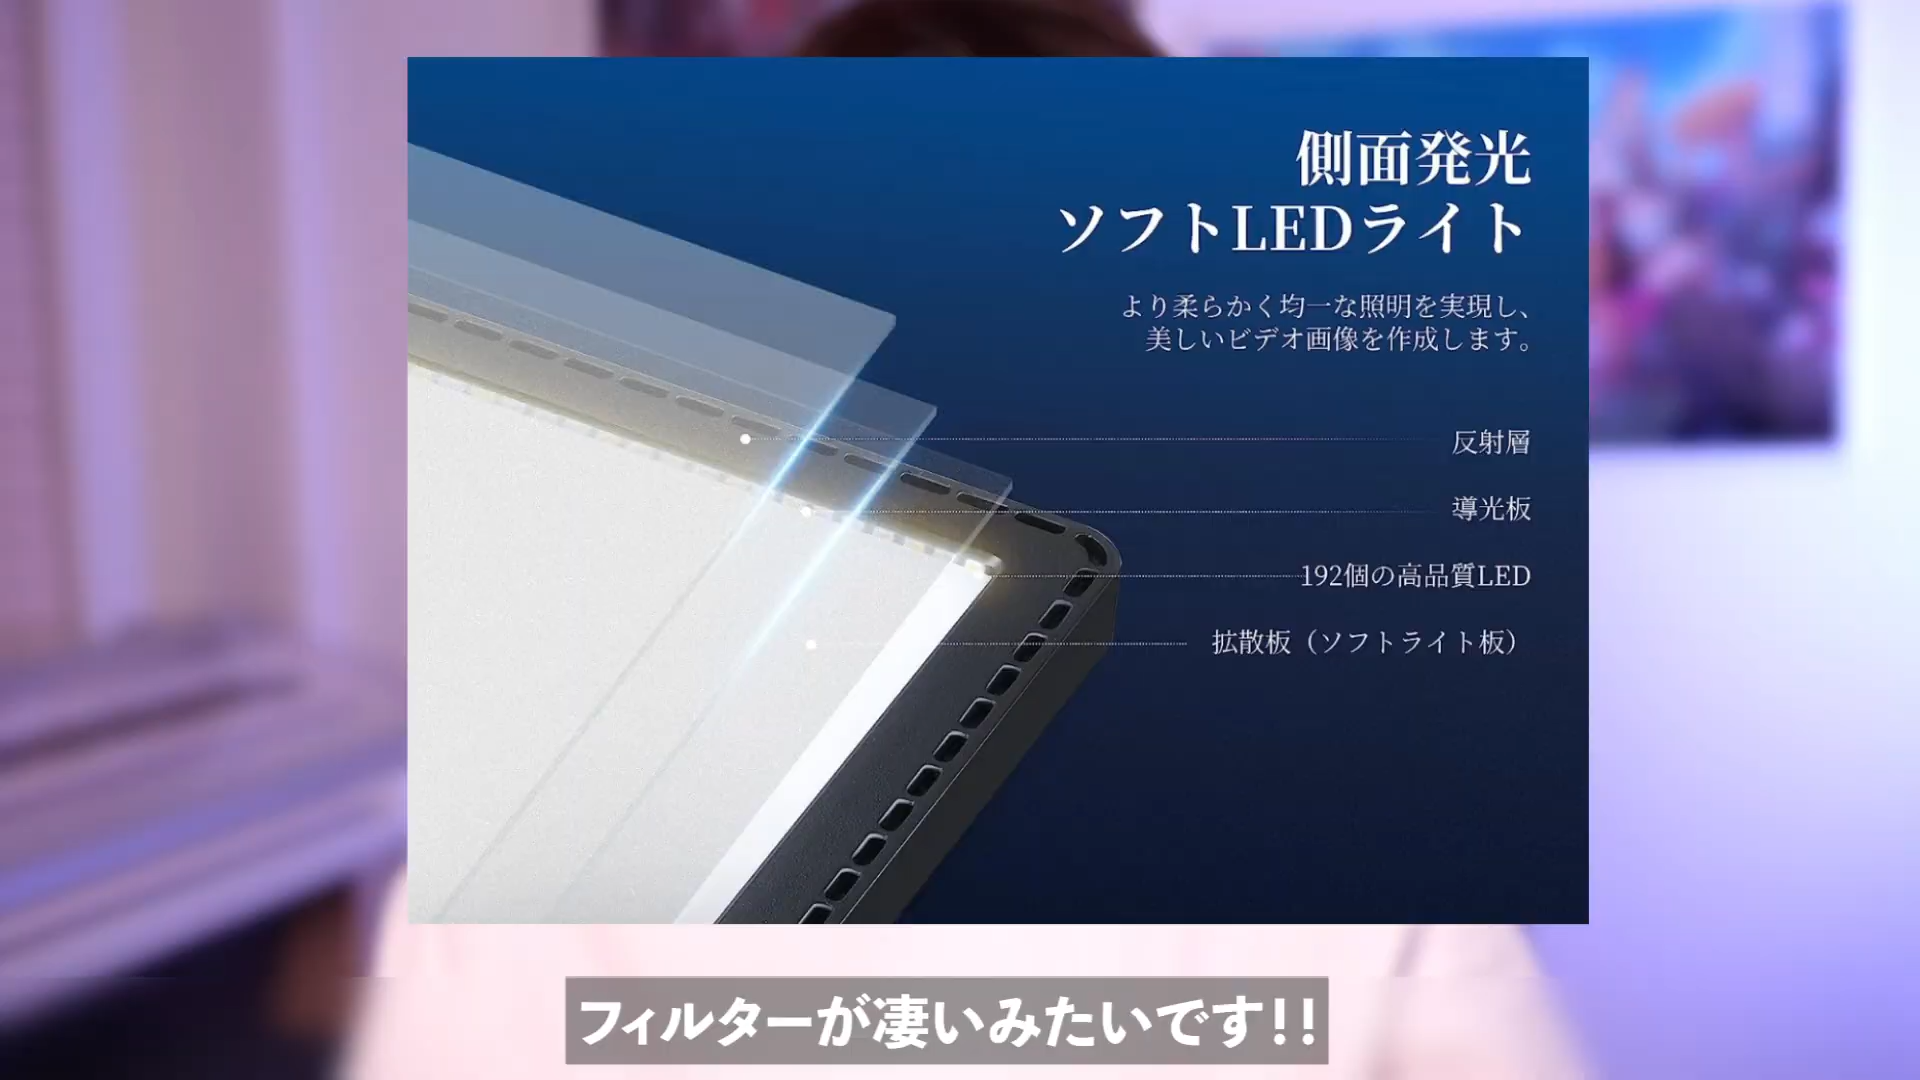 側面発光
ソフトLEDライト
より柔らかく均一な照明を実現し、
美しいビデオ画像を作成します。
反射層
導光板
192個の高品質LED
拡散板（ソフトライト板）
フィルターが凄いみたいです!!